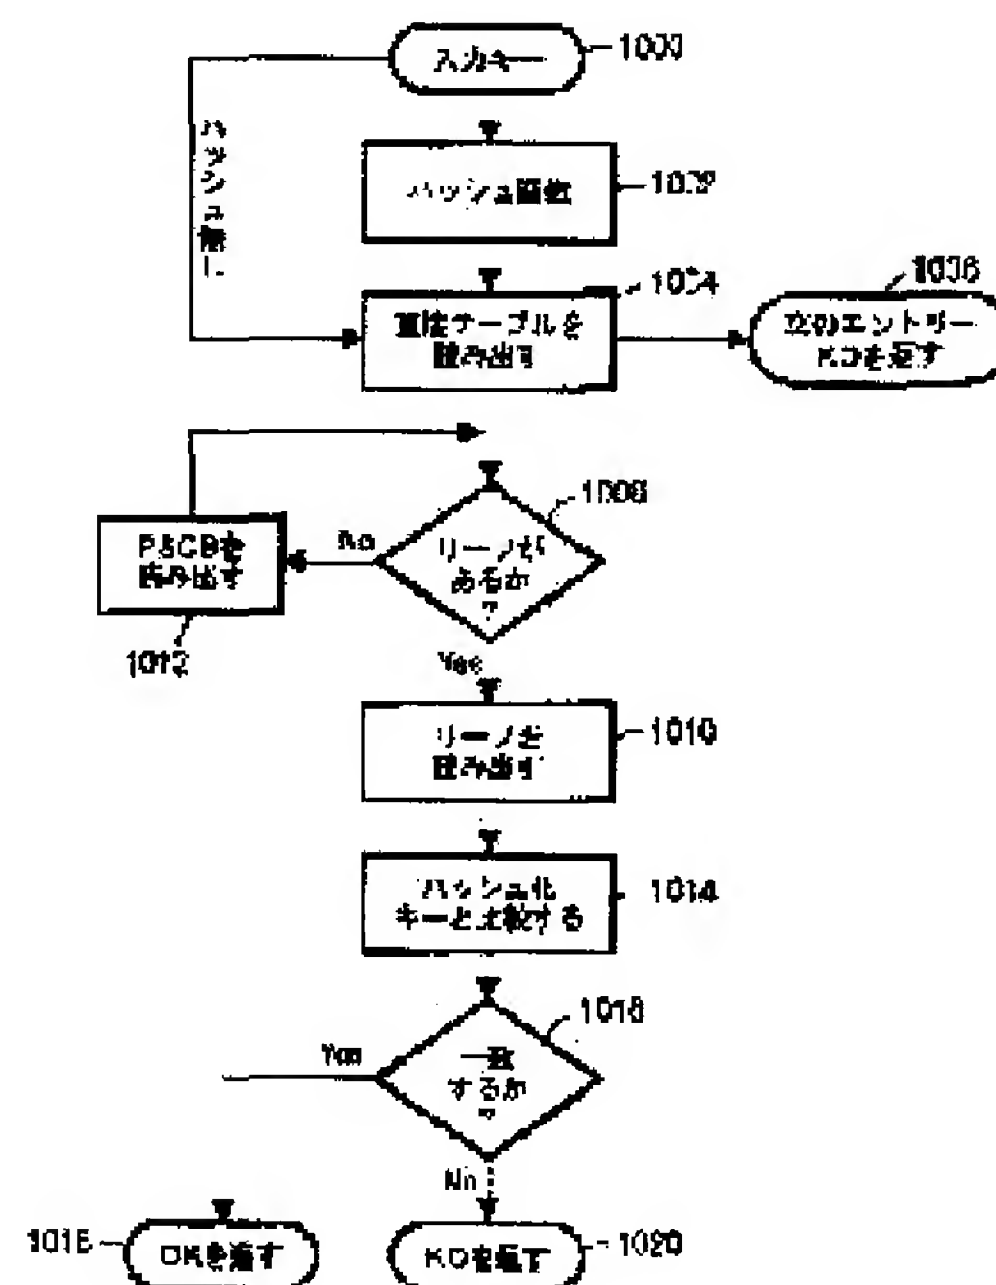 入力キー
1000
ハッシュ無し
ハッシュ関数
1002
1004
直接テーブルを
読み出す
1006
空のエントリー
KOを返す
1008
リーフが
あるか
?
No
PSCBを
読み出す
1012
Yes
リーフを
読み出す
1010
ハッシュ化
キーと比較する
1014
1016
一致
するか
?
Yes
No
OKを返す
KOを返す
1020